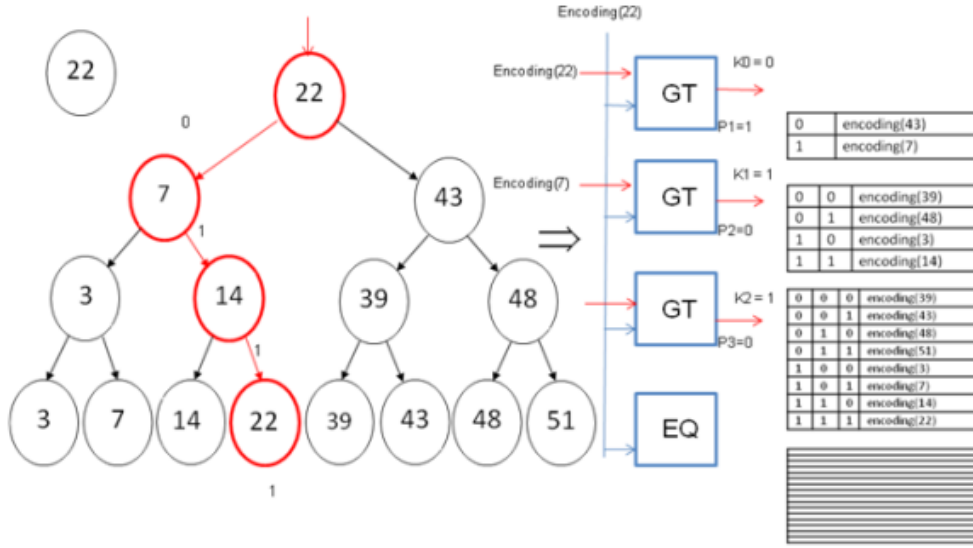 22
22
0
7
43
1
3
14
39
48
1
3
7
14
22
39
43
48
51
1
Encoding(22)
Encoding(22)
GT
K0 = 0
P1=1
Encoding(7)
GT
K1 = 1
P2=0
GT
K2 = 1
P3=0
EQ
0 encoding(43)
1 encoding(7)
0 0 encoding(39)
0 1 encoding(48)
1 0 encoding(3)
1 1 encoding(14)
0 0 0 encoding(39)
0 0 1 encoding(43)
0 1 0 encoding(48)
0 1 1 encoding(51)
1 0 0 encoding(3)
1 0 1 encoding(7)
1 1 0 encoding(14)
1 1 1 encoding(22)